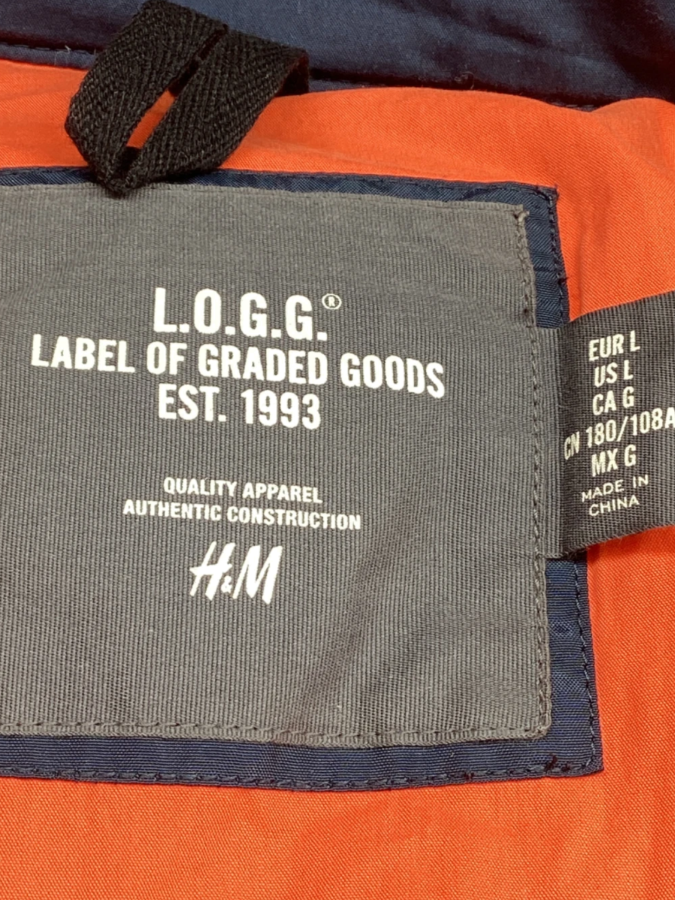 L.O.G.G.®
LABEL OF GRADED GOODS
EST. 1993
QUALITY APPAREL
AUTHENTIC CONSTRUCTION
H&M
EUR L
US L
CA G
CN 180/108A
MX G
MADE IN
CHINA